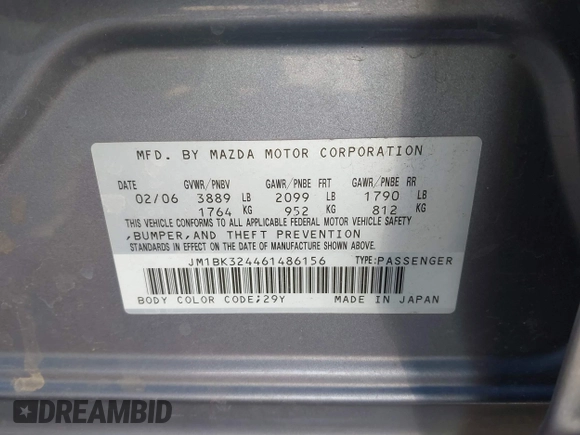 MFD. BY MAZDA MOTOR CORPORATION
DATE GVWR/PNBV GAWR/PNBE FRT GAWR/PNBE RR
02/06 3889 LB 2099 LB 1790 LB
1764 KG 952 KG 812 KG
THIS VEHICLE CONFORMS TO ALL APPLICABLE FEDERAL MOTOR VEHICLE SAFETY
,BUMPER,AND THEFT PREVENTION
STANDARDS IN EFFECT ON THE DATE OF MANUFACTURE SHOWN ABOVE.
JM1BK324461486156 TYPE:PASSENGER
BODY COLOR CODE;29Y MADE IN JAPAN
DREAMBID